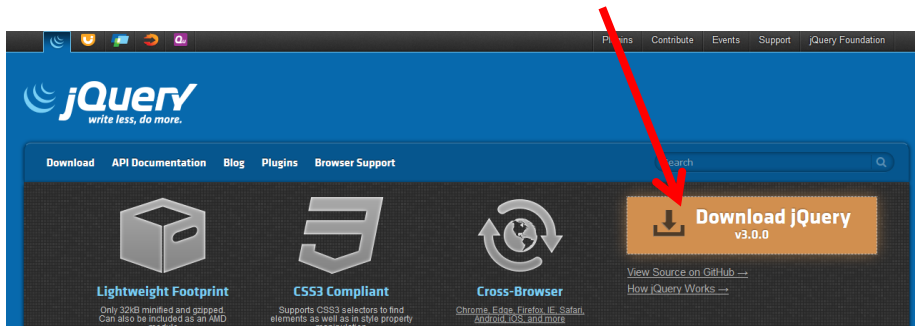 Plugins Contribute Events Support jQuery Foundation
jQuery
write less, do more.
Download API Documentation Blog Plugins Browser Support
Search
Download jQuery
v3.0.0
View Source on GitHub →
How jQuery Works →
Lightweight Footprint
Only 32kB minified and gzipped.
Can also be included as an AMD
module
CSS3 Compliant
Supports CSS3 selectors to find
elements as well as in style property
manipulation
Cross-Browser
Chrome, Edge, Firefox, IE, Safari,
Android, iOS, and more